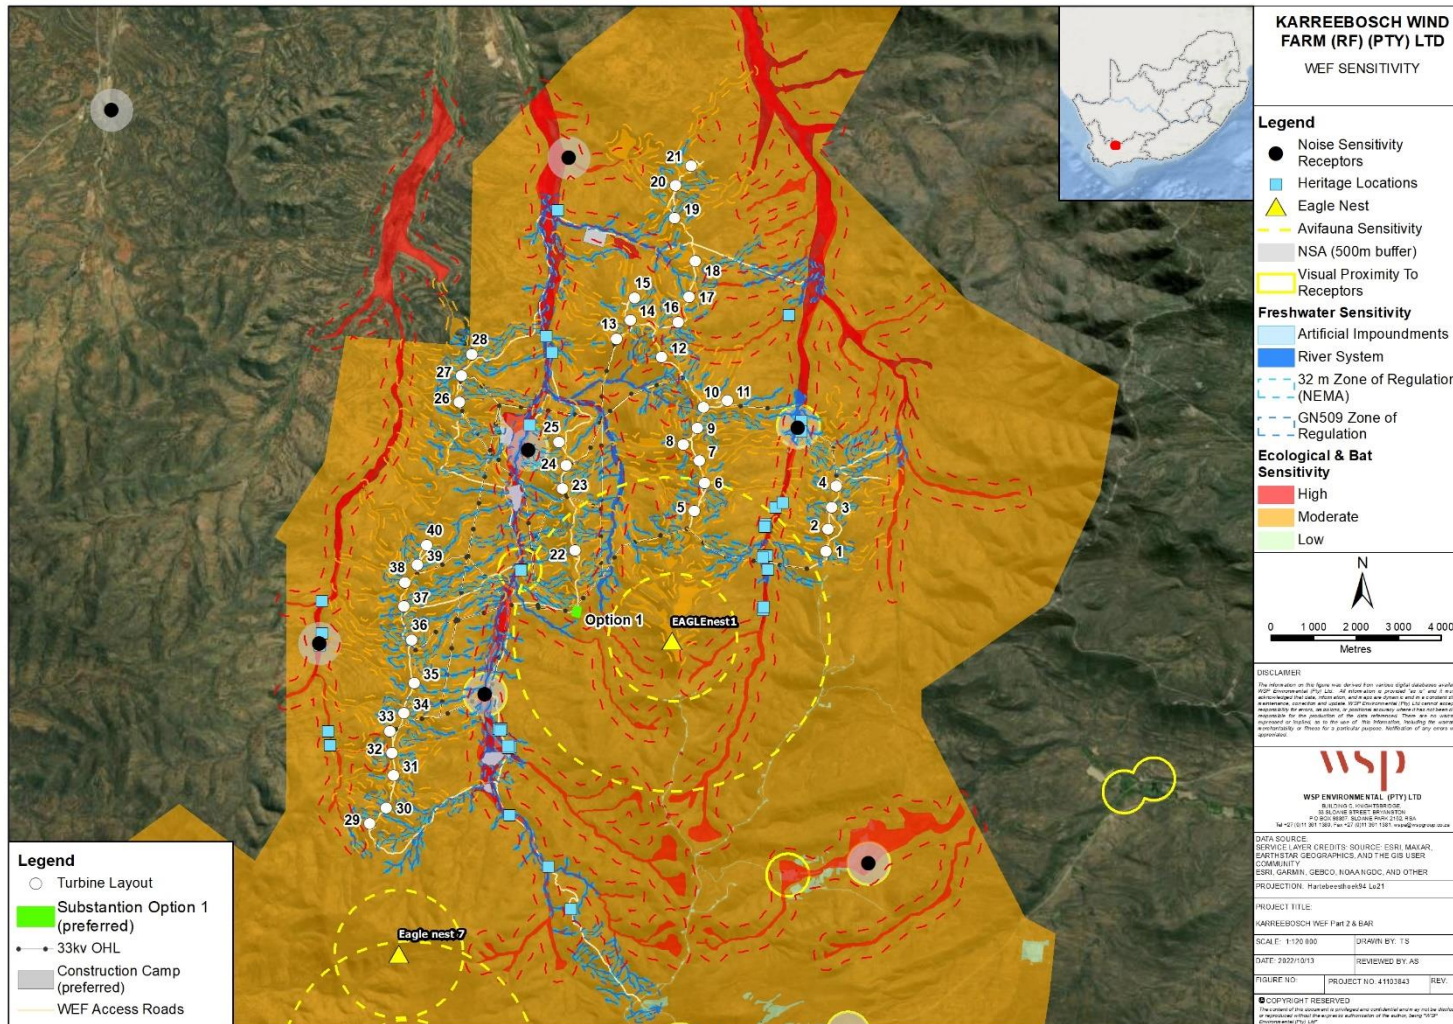 KARREEBOSCH WIND
FARM (RF) (PTY) LTD
WEF SENSITIVITY
Legend
Noise Sensitivity
Receptors
Heritage Locations
Eagle Nest
Avifauna Sensitivity
NSA (500m buffer)
Visual Proximity To
Receptors
Freshwater Sensitivity
Artificial Impoundments
River System
32 m Zone of Regulation
(NEMA)
GN509 Zone of
Regulation
Ecological & Bat
Sensitivity
High
Moderate
Low
N
0 1 000 2 000 3 000 4 000
Metres
DISCLAIMER
wsp
WSP ENVIRONMENTAL (PTY) LTD
BUILDING C, KNIGHTSBRIDGE,
33 SLOANE STREET, BRYANSTON
DATA SOURCE:
SERVICE LAYER CREDITS: SOURCE: ESRI, MAXAR,
EARTHSTAR GEOGRAPHICS, AND THE GIS USER
COMMUNITY
ESRI, GARMIN, GEBCO, NOAA NGDC, AND OTHER
PROJECTION: Hartebeesthoek94 Lo21
PROJECT TITLE:
KARREEBOSCH WEF Part 2 & BAR
SCALE: 1:120 000
DRAWN BY: TS
DATE: 2022/10/13
REVIEWED BY: AS
FIGURE NO:
PROJECT NO: 41103843
REV.
COPYRIGHT RESERVED
21
20
19
18
17
16
15
14
13
12
11
10
9
8
7
6
5
4
3
2
1
28
27
26
25
24
23
22
Option 1
EAGLEnest1
40
39
38
37
36
35
34
33
32
31
30
29
Eagle nest 7
Legend
Turbine Layout
Substantion Option 1
(preferred)
33kv OHL
Construction Camp
(preferred)
WEF Access Roads